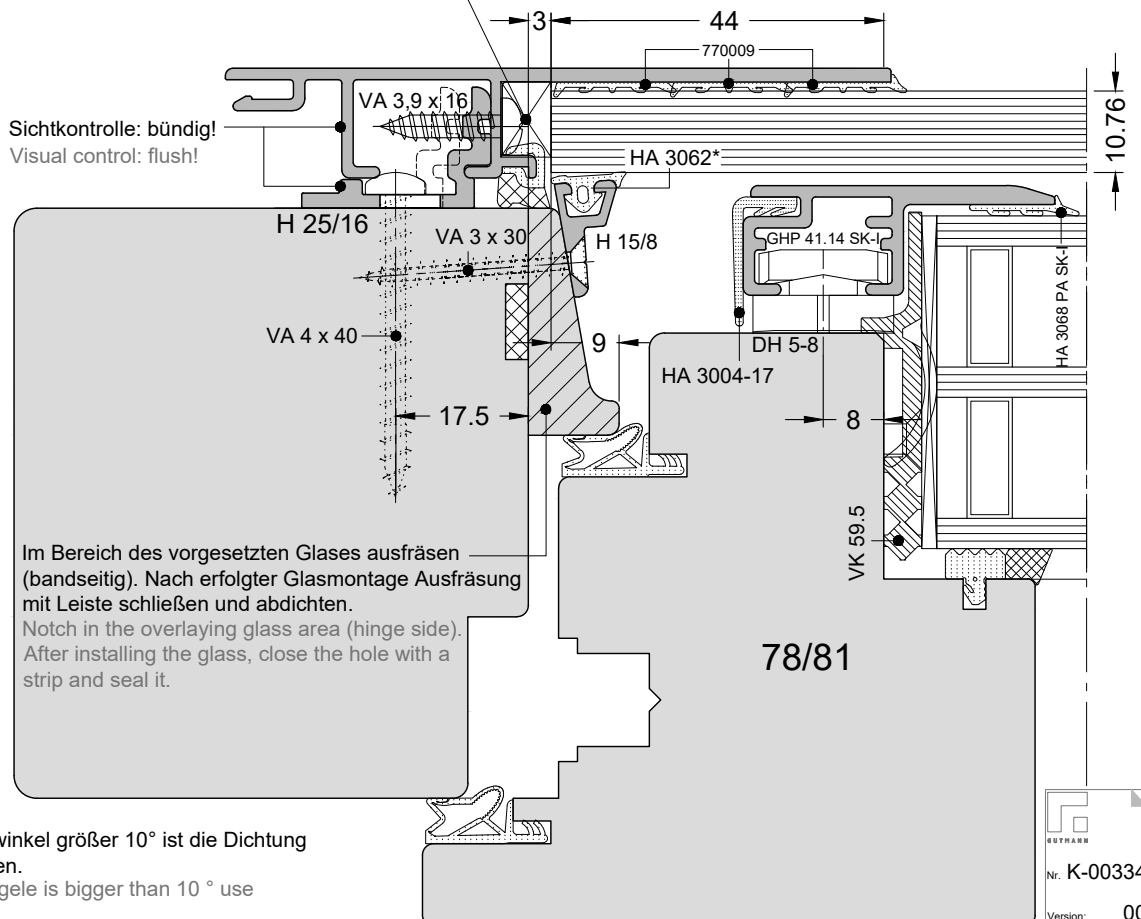 3
44
770009
VA 3,9 x 16
10.76
Sichtkontrolle: bündig!
Visual control: flush!
HA 3062*
H 25/16
VA 3 x 30
H 15/8
GHP 41.14 SK-I
HA 3068 PA SK-I
VA 4 x 40
9
DH 5-8
HA 3004-17
17.5
8
VK 59.5
Im Bereich des vorgesetzten Glases ausfräsen
(bandseitig). Nach erfolgter Glasmontage Ausfräsung
mit Leiste schließen und abdichten.
Notch in the overlaying glass area (hinge side).
After installing the glass, close the hole with a
strip and seal it.
78/81
winkel größer 10° ist die Dichtung
en.
gele is bigger than 10 ° use
GUTMANN
Nr. K-00334
Version: 00